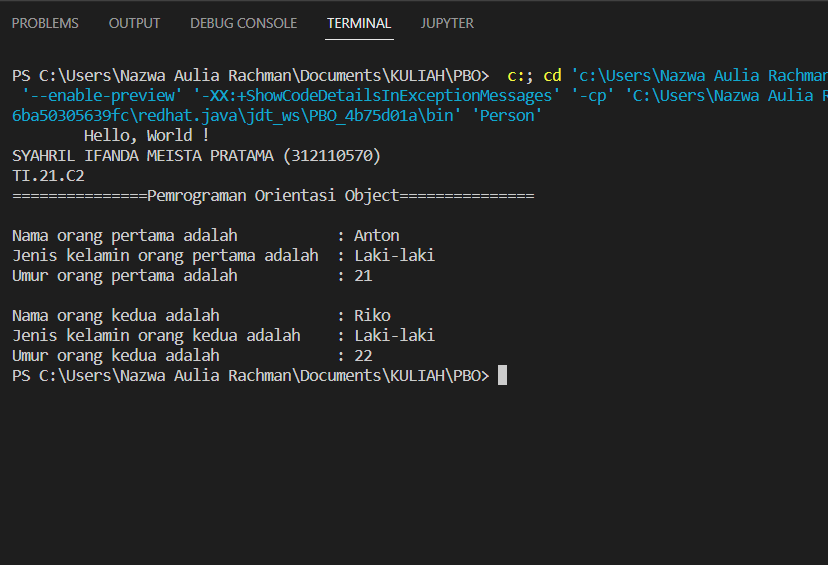 PROBLEMS OUTPUT DEBUG CONSOLE TERMINAL JUPYTER
PS C:\Users\Nazwa Aulia Rachman\Documents\KULIAH\PBO>  c:; cd 'c:\Users\Nazwa Aulia Rachman
 '--enable-preview' '-XX:+ShowCodeDetailsInExceptionMessages' '-cp' 'C:\Users\Nazwa Aulia R
6ba50305639fc\redhat.java\jdt_ws\PBO_4b75d01a\bin' 'Person'
        Hello, World !
SYAHRIL IFANDA MEISTA PRATAMA (312110570)
TI.21.C2
===============Pemrograman Orientasi Object===============
Nama orang pertama adalah           : Anton
Jenis kelamin orang pertama adalah  : Laki-laki
Umur orang pertama adalah           : 21
Nama orang kedua adalah             : Riko
Jenis kelamin orang kedua adalah    : Laki-laki
Umur orang kedua adalah             : 22
PS C:\Users\Nazwa Aulia Rachman\Documents\KULIAH\PBO>